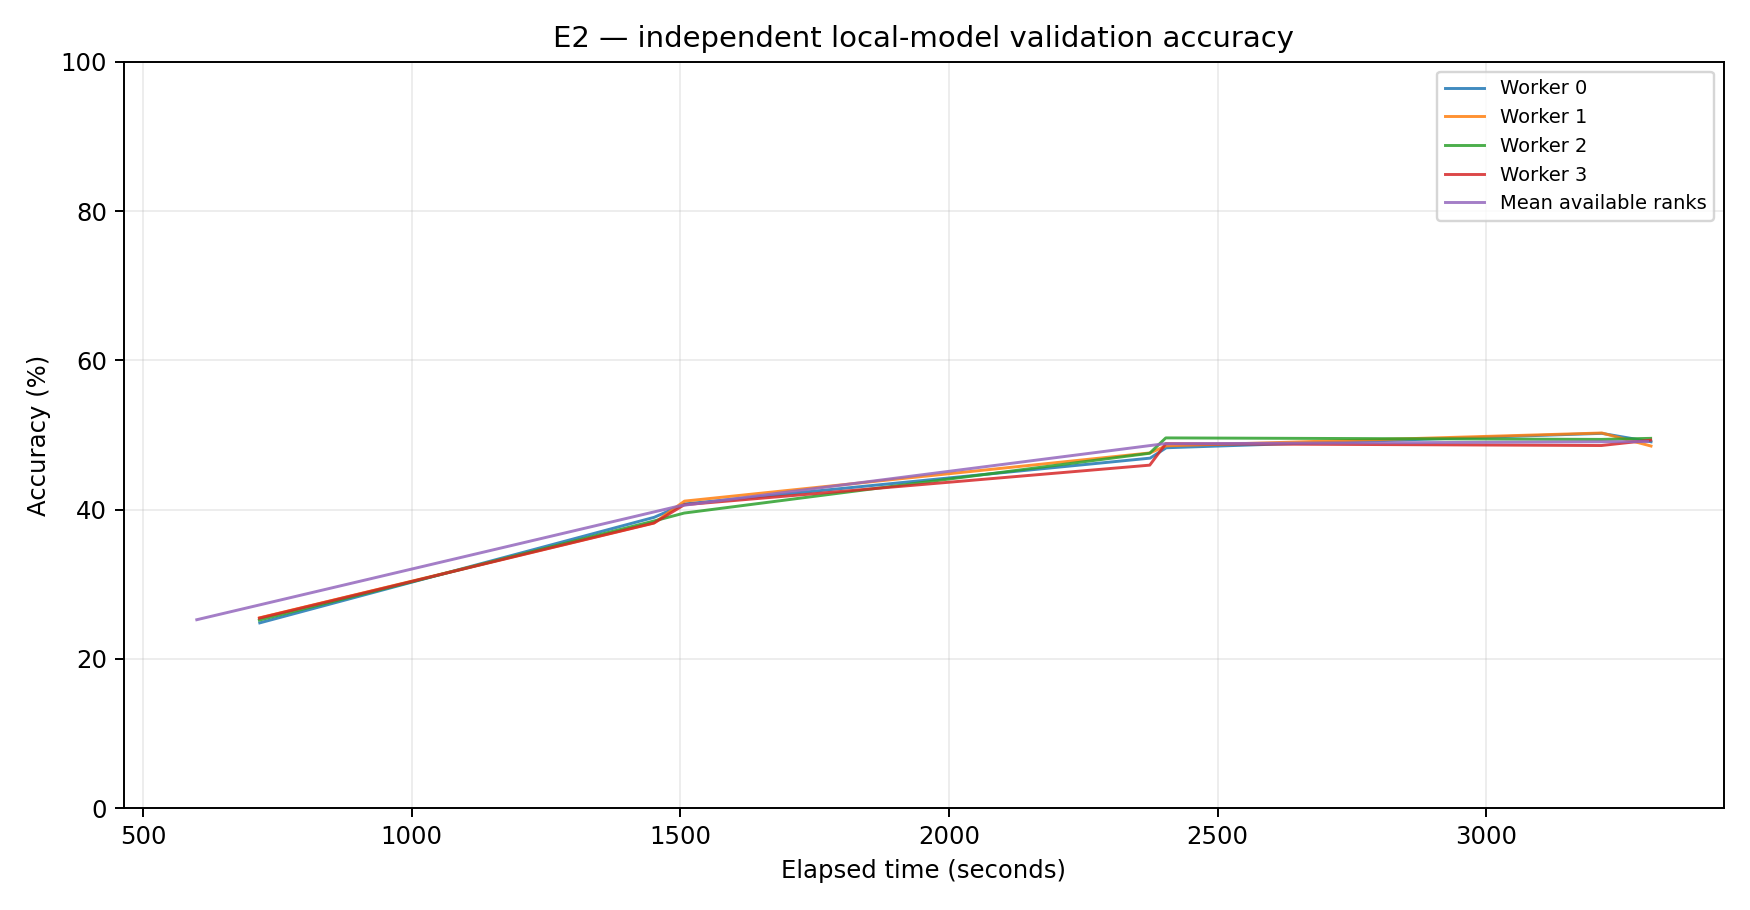 E2 — independent local-model validation accuracy
100
80
60
40
20
0
Accuracy (%)
Worker 0
Worker 1
Worker 2
Worker 3
Mean available ranks
500 1000 1500 2000 2500 3000
Elapsed time (seconds)